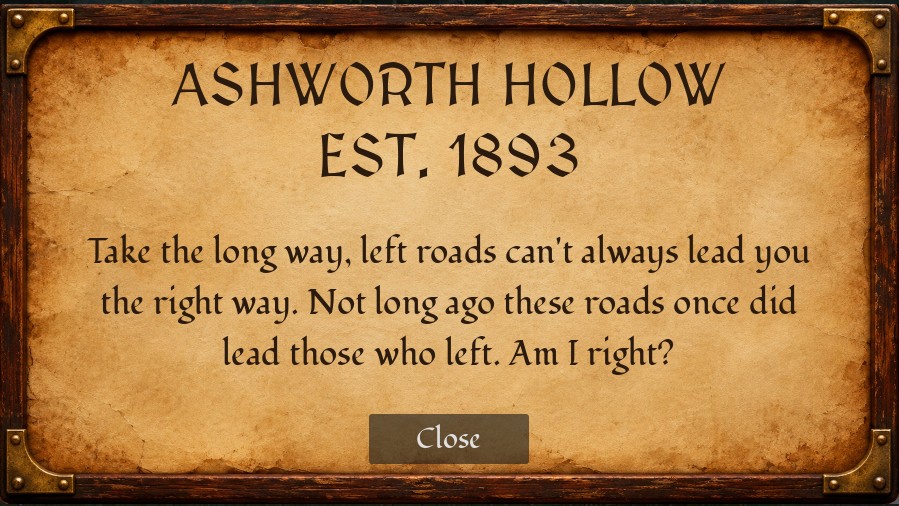 ASHWORTH HOLLOW
EST. 1893
Take the long way, left roads can't always lead you
the right way. Not long ago these roads once did
lead those who left. Am I right?
Close